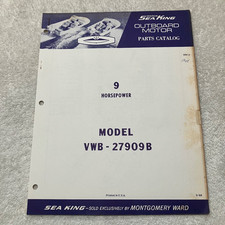 SEA KING
OUTBOARD
MOTOR
PARTS CATALOG
9
HORSEPOWER
MODEL
VWB - 27909B
SEA KING - SOLD EXCLUSIVELY BY MONTGOMERY WARD